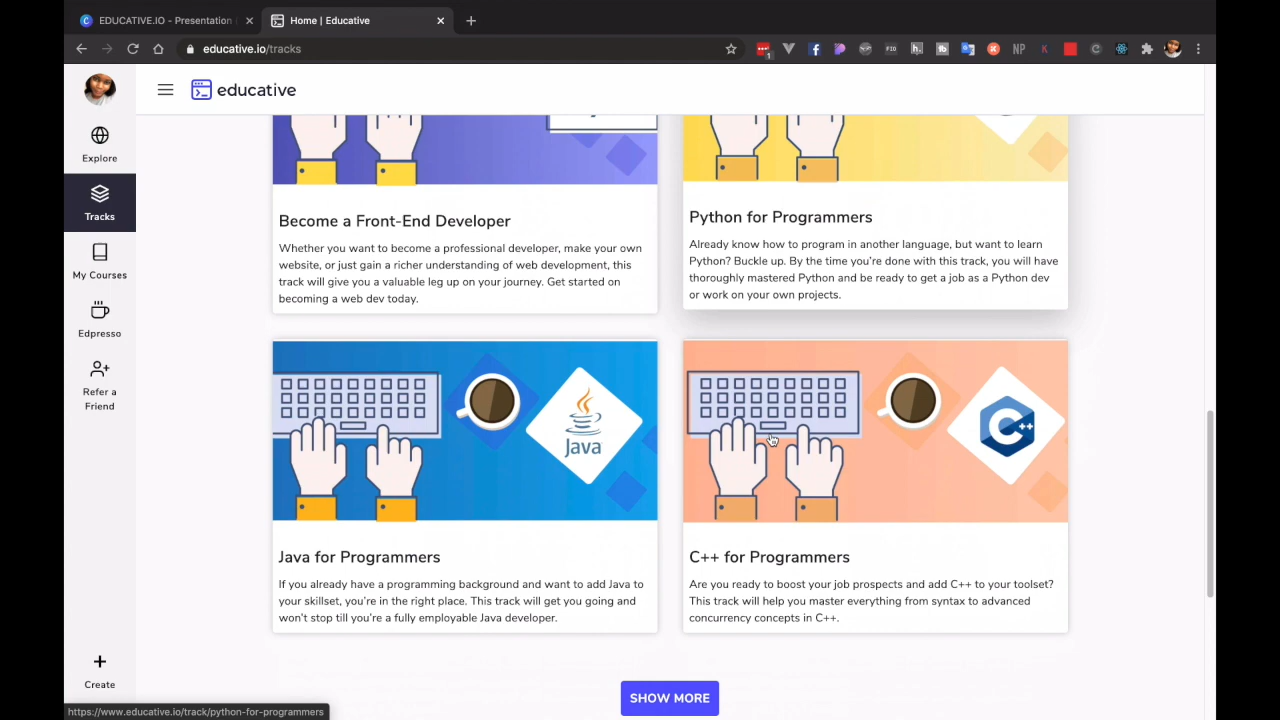 EDUCATIVE.IO - Presentation
Home | Educative
educative.io/tracks
educative
Explore
Tracks
My Courses
Edpresso
Refer a
Friend
Create
Become a Front-End Developer
Whether you want to become a professional developer, make your own
website, or just gain a richer understanding of web development, this
track will give you a valuable leg up on your journey. Get started on
becoming a web dev today.
Python for Programmers
Already know how to program in another language, but want to learn
Python? Buckle up. By the time you're done with this track, you will have
thoroughly mastered Python and be ready to get a job as a Python dev
or work on your own projects.
Java
Java for Programmers
If you already have a programming background and want to add Java to
your skillset, you're in the right place. This track will get you going and
won't stop till you're a fully employable Java developer.
C++
C++ for Programmers
Are you ready to boost your job prospects and add C++ to your toolset?
This track will help you master everything from syntax to advanced
concurrency concepts in C++.
SHOW MORE
https://www.educative.io/track/python-for-programmers